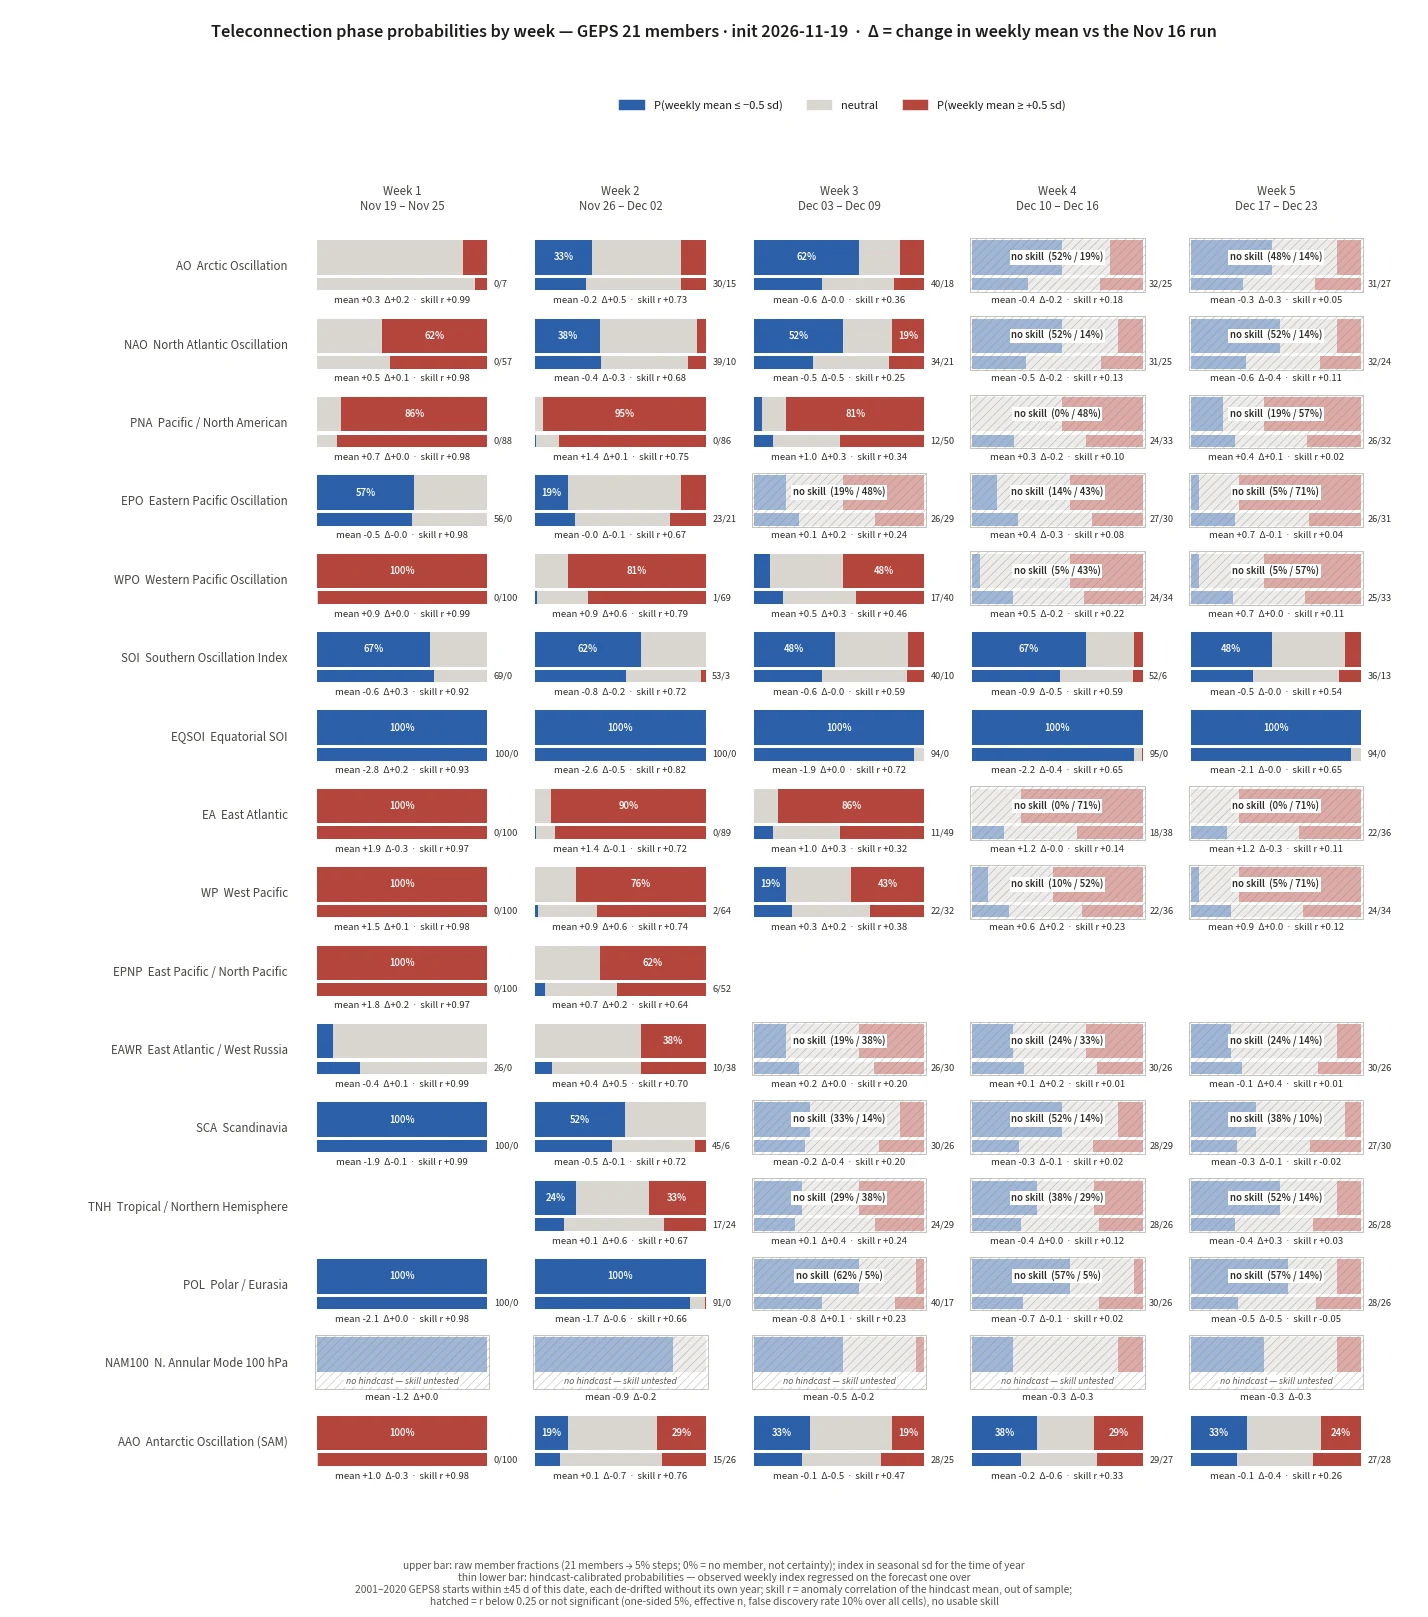 Teleconnection phase probabilities by week — GEPS 21 members · init 2026-11-19 · Δ = change in weekly mean vs the Nov 16 run
P(weekly mean ≤ −0.5 sd) neutral P(weekly mean ≥ +0.5 sd)
Week 1 Week 2 Week 3 Week 4 Week 5
Nov 19 – Nov 25 Nov 26 – Dec 02 Dec 03 – Dec 09 Dec 10 – Dec 16 Dec 17 – Dec 23
AO Arctic Oscillation 33% 62% no skill (52% / 19%) no skill (48% / 14%)
0/7 30/15 40/18 32/25 31/27
mean +0.3 Δ+0.2 · skill r +0.99 mean -0.2 Δ+0.5 · skill r +0.73 mean -0.6 Δ-0.0 · skill r +0.36 mean -0.4 Δ-0.2 · skill r +0.18 mean -0.3 Δ-0.3 · skill r +0.05
NAO North Atlantic Oscillation 62% 38% 52% 19% no skill (52% / 14%) no skill (52% / 14%)
0/57 39/10 34/21 31/25 32/24
mean +0.5 Δ+0.1 · skill r +0.98 mean -0.4 Δ-0.3 · skill r +0.68 mean -0.5 Δ-0.5 · skill r +0.25 mean -0.5 Δ-0.2 · skill r +0.13 mean -0.6 Δ-0.4 · skill r +0.11
PNA Pacific / North American 86% 95% 81% no skill (0% / 48%) no skill (19% / 57%)
0/88 0/86 12/50 24/33 26/32
mean +0.7 Δ+0.0 · skill r +0.98 mean +1.4 Δ+0.1 · skill r +0.75 mean +1.0 Δ+0.3 · skill r +0.34 mean +0.3 Δ-0.2 · skill r +0.10 mean +0.4 Δ+0.1 · skill r +0.02
EPO Eastern Pacific Oscillation 57% 19% no skill (19% / 48%) no skill (14% / 43%) no skill (5% / 71%)
56/0 23/21 26/29 27/30 26/31
mean -0.5 Δ-0.0 · skill r +0.98 mean -0.0 Δ-0.1 · skill r +0.67 mean +0.1 Δ+0.2 · skill r +0.24 mean +0.4 Δ-0.3 · skill r +0.08 mean +0.7 Δ-0.1 · skill r +0.04
WPO Western Pacific Oscillation 100% 81% 48% no skill (5% / 43%) no skill (5% / 57%)
0/100 1/69 17/40 24/34 25/33
mean +0.9 Δ+0.0 · skill r +0.99 mean +0.9 Δ+0.6 · skill r +0.79 mean +0.5 Δ+0.3 · skill r +0.46 mean +0.5 Δ-0.2 · skill r +0.22 mean +0.7 Δ+0.0 · skill r +0.11
SOI Southern Oscillation Index 67% 62% 48% 67% 48%
69/0 53/3 40/10 52/6 36/13
mean -0.6 Δ+0.3 · skill r +0.92 mean -0.8 Δ-0.2 · skill r +0.72 mean -0.6 Δ-0.0 · skill r +0.59 mean -0.9 Δ-0.5 · skill r +0.59 mean -0.5 Δ-0.0 · skill r +0.54
EQSOI Equatorial SOI 100% 100% 100% 100% 100%
100/0 100/0 94/0 95/0 94/0
mean -2.8 Δ+0.2 · skill r +0.93 mean -2.6 Δ-0.5 · skill r +0.82 mean -1.9 Δ+0.0 · skill r +0.72 mean -2.2 Δ-0.4 · skill r +0.65 mean -2.1 Δ-0.0 · skill r +0.65
EA East Atlantic 100% 90% 86% no skill (0% / 71%) no skill (0% / 71%)
0/100 0/89 11/49 18/38 22/36
mean +1.9 Δ-0.3 · skill r +0.97 mean +1.4 Δ-0.1 · skill r +0.72 mean +1.0 Δ+0.3 · skill r +0.32 mean +1.2 Δ-0.0 · skill r +0.14 mean +1.2 Δ-0.3 · skill r +0.11
WP West Pacific 100% 76% 19% 43% no skill (10% / 52%) no skill (5% / 71%)
0/100 2/64 22/32 22/36 24/34
mean +1.5 Δ+0.1 · skill r +0.98 mean +0.9 Δ+0.6 · skill r +0.74 mean +0.3 Δ+0.2 · skill r +0.38 mean +0.6 Δ+0.2 · skill r +0.23 mean +0.9 Δ+0.0 · skill r +0.12
EPNP East Pacific / North Pacific 100% 62%
0/100 6/52
mean +1.8 Δ+0.2 · skill r +0.97 mean +0.7 Δ+0.2 · skill r +0.64
EAWR East Atlantic / West Russia 38% no skill (19% / 38%) no skill (24% / 33%) no skill (24% / 14%)
26/0 10/38 26/30 30/26 30/26
mean -0.4 Δ+0.1 · skill r +0.99 mean +0.4 Δ+0.5 · skill r +0.70 mean +0.2 Δ+0.0 · skill r +0.20 mean +0.1 Δ+0.2 · skill r +0.01 mean -0.1 Δ+0.4 · skill r +0.01
SCA Scandinavia 100% 52% no skill (33% / 14%) no skill (52% / 14%) no skill (38% / 10%)
100/0 45/6 30/26 28/29 27/30
mean -1.9 Δ-0.1 · skill r +0.99 mean -0.5 Δ-0.1 · skill r +0.72 mean -0.2 Δ-0.4 · skill r +0.20 mean -0.3 Δ-0.1 · skill r +0.02 mean -0.3 Δ-0.1 · skill r -0.02
TNH Tropical / Northern Hemisphere 24% 33% no skill (29% / 38%) no skill (38% / 29%) no skill (52% / 14%)
17/24 24/29 28/26 26/28
mean +0.1 Δ+0.6 · skill r +0.67 mean +0.1 Δ+0.4 · skill r +0.24 mean -0.4 Δ+0.0 · skill r +0.12 mean -0.4 Δ+0.3 · skill r +0.03
POL Polar / Eurasia 100% 100% no skill (62% / 5%) no skill (57% / 5%) no skill (57% / 14%)
100/0 91/0 40/17 30/26 28/26
mean -2.1 Δ+0.0 · skill r +0.98 mean -1.7 Δ-0.6 · skill r +0.66 mean -0.8 Δ+0.1 · skill r +0.23 mean -0.7 Δ-0.1 · skill r +0.02 mean -0.5 Δ-0.5 · skill r -0.05
NAM100 N. Annular Mode 100 hPa
no hindcast — skill untested no hindcast — skill untested no hindcast — skill untested no hindcast — skill untested no hindcast — skill untested
mean -1.2 Δ+0.0 mean -0.9 Δ-0.2 mean -0.5 Δ-0.2 mean -0.3 Δ-0.3 mean -0.3 Δ-0.3
AAO Antarctic Oscillation (SAM) 100% 19% 29% 33% 19% 38% 29% 33% 24%
0/100 15/26 28/25 29/27 27/28
mean +1.0 Δ-0.3 · skill r +0.98 mean +0.1 Δ-0.7 · skill r +0.76 mean -0.1 Δ-0.5 · skill r +0.47 mean -0.2 Δ-0.6 · skill r +0.33 mean -0.1 Δ-0.4 · skill r +0.26
upper bar: raw member fractions (21 members → 5% steps; 0% = no member, not certainty); index in seasonal sd for the time of year
thin lower bar: hindcast-calibrated probabilities — observed weekly index regressed on the forecast one over
2001–2020 GEPS8 starts within ±45 d of this date, each de-drifted without its own year; skill r = anomaly correlation of the hindcast mean, out of sample;
hatched = r below 0.25 or not significant (one-sided 5%, effective n, false discovery rate 10% over all cells), no usable skill